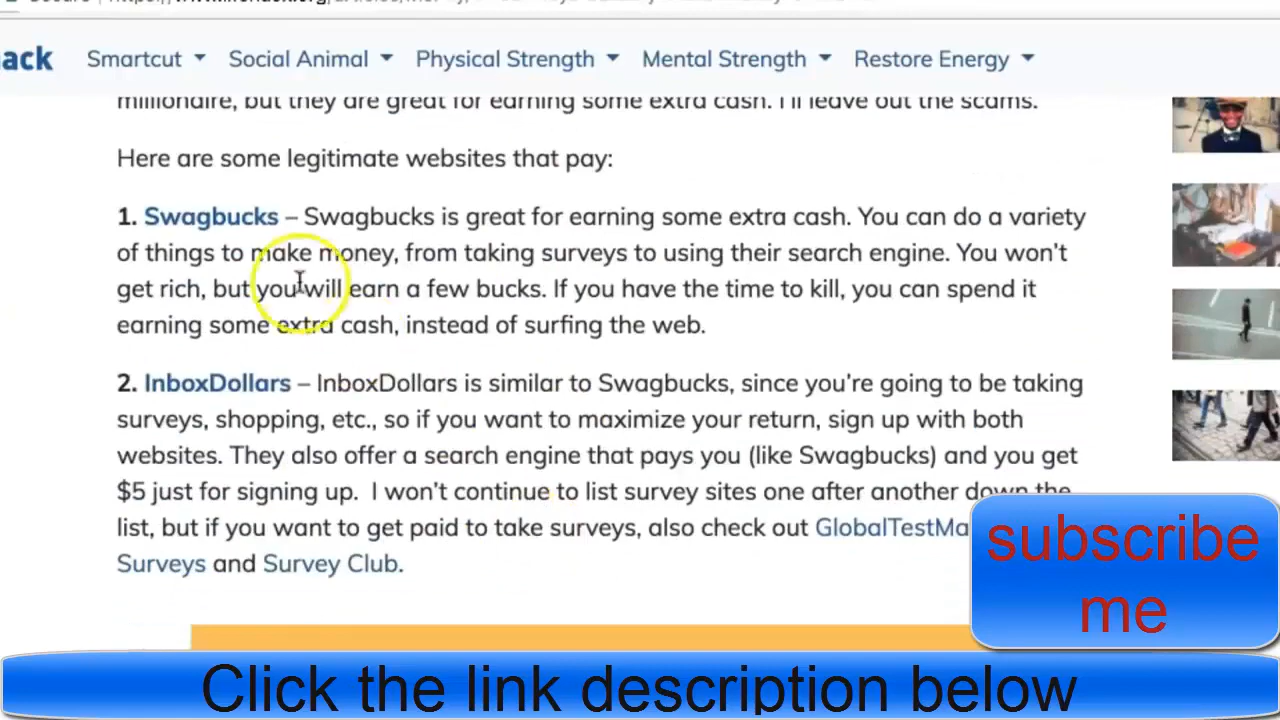 ack Smartcut Social Animal Physical Strength Mental Strength Restore Energy
millionaire, but they are great for earning some extra cash. I'll leave out the scams.
Here are some legitimate websites that pay:
1. Swagbucks – Swagbucks is great for earning some extra cash. You can do a variety
of things to make money, from taking surveys to using their search engine. You won't
get rich, but you will earn a few bucks. If you have the time to kill, you can spend it
earning some extra cash, instead of surfing the web.
2. InboxDollars – InboxDollars is similar to Swagbucks, since you're going to be taking
surveys, shopping, etc., so if you want to maximize your return, sign up with both
websites. They also offer a search engine that pays you (like Swagbucks) and you get
$5 just for signing up. I won't continue to list survey sites one after another down the
list, but if you want to get paid to take surveys, also check out GlobalTestMa
Surveys and Survey Club.
subscribe
me
Click the link description below